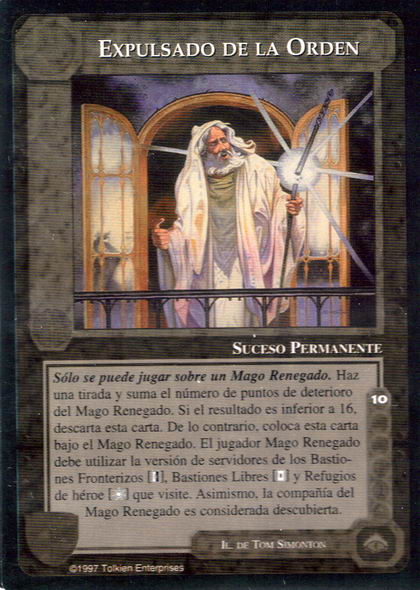 EXPULSADO DE LA ORDEN
SUCESO PERMANENTE
Sólo se puede jugar sobre un Mago Renegado. Haz
una tirada y suma el número de puntos de deterioro
del Mago Renegado. Si el resultado es inferior a 16,
descarta esta carta. De lo contrario, coloca esta carta
bajo el Mago Renegado. El jugador Mago Renegado
debe utilizar la versión de servidores de los Bastio-
nes Fronterizos [ ], Bastiones Libres [ ] y Refugios
de héroe [ ] que visite. Asimismo, la compañía del
Mago Renegado es considerada descubierta.
10
IL. DE TOM SIMONTON
©1997 Tolkien Enterprises